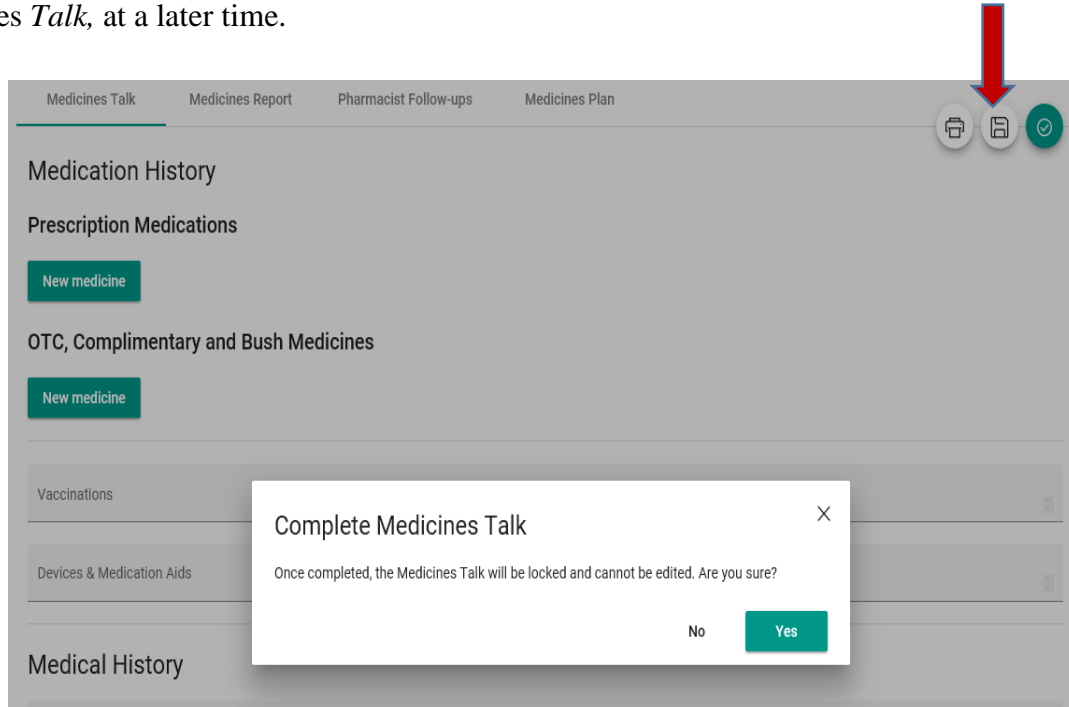 es Talk, at a later time.
Medicines Talk Medicines Report Pharmacist Follow-ups Medicines Plan
Medication History
Prescription Medications
New medicine
OTC, Complimentary and Bush Medicines
New medicine
Vaccinations
Devices & Medication Aids
Complete Medicines Talk X
Once completed, the Medicines Talk will be locked and cannot be edited. Are you sure?
No Yes
Medical History